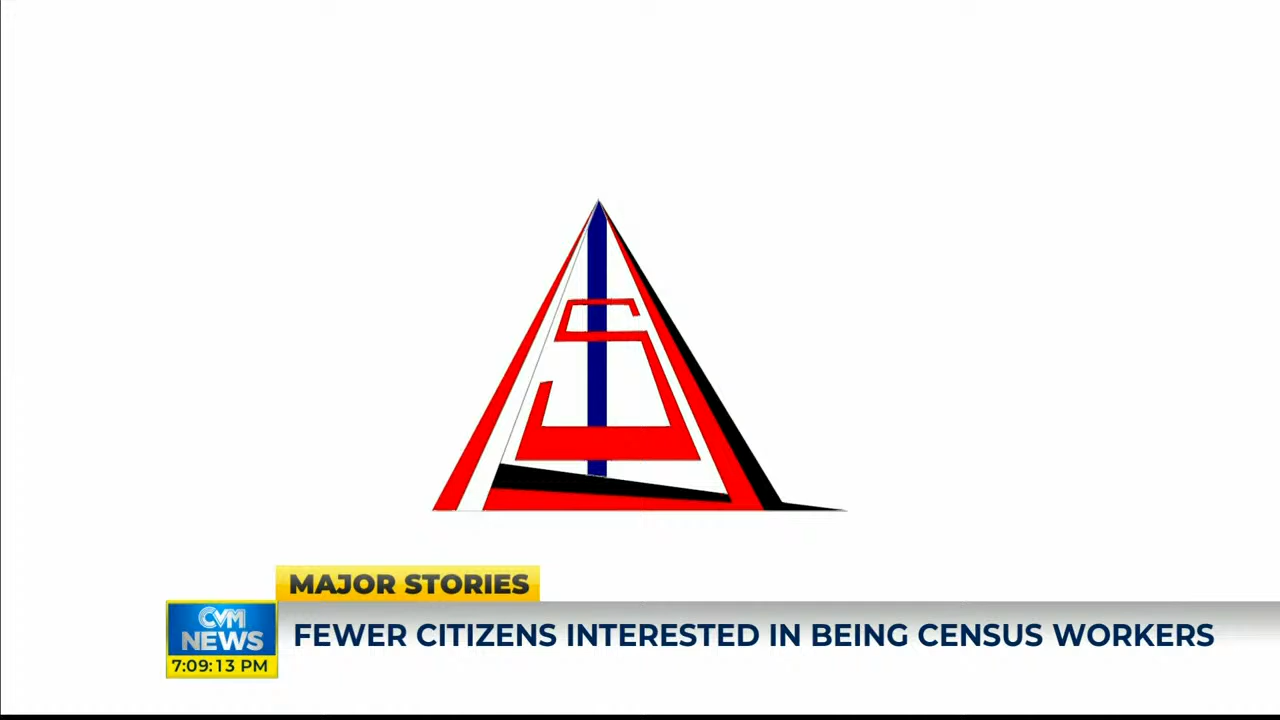 MAJOR STORIES
CVM
NEWS
FEWER CITIZENS INTERESTED IN BEING CENSUS WORKERS
7:09:13 PM